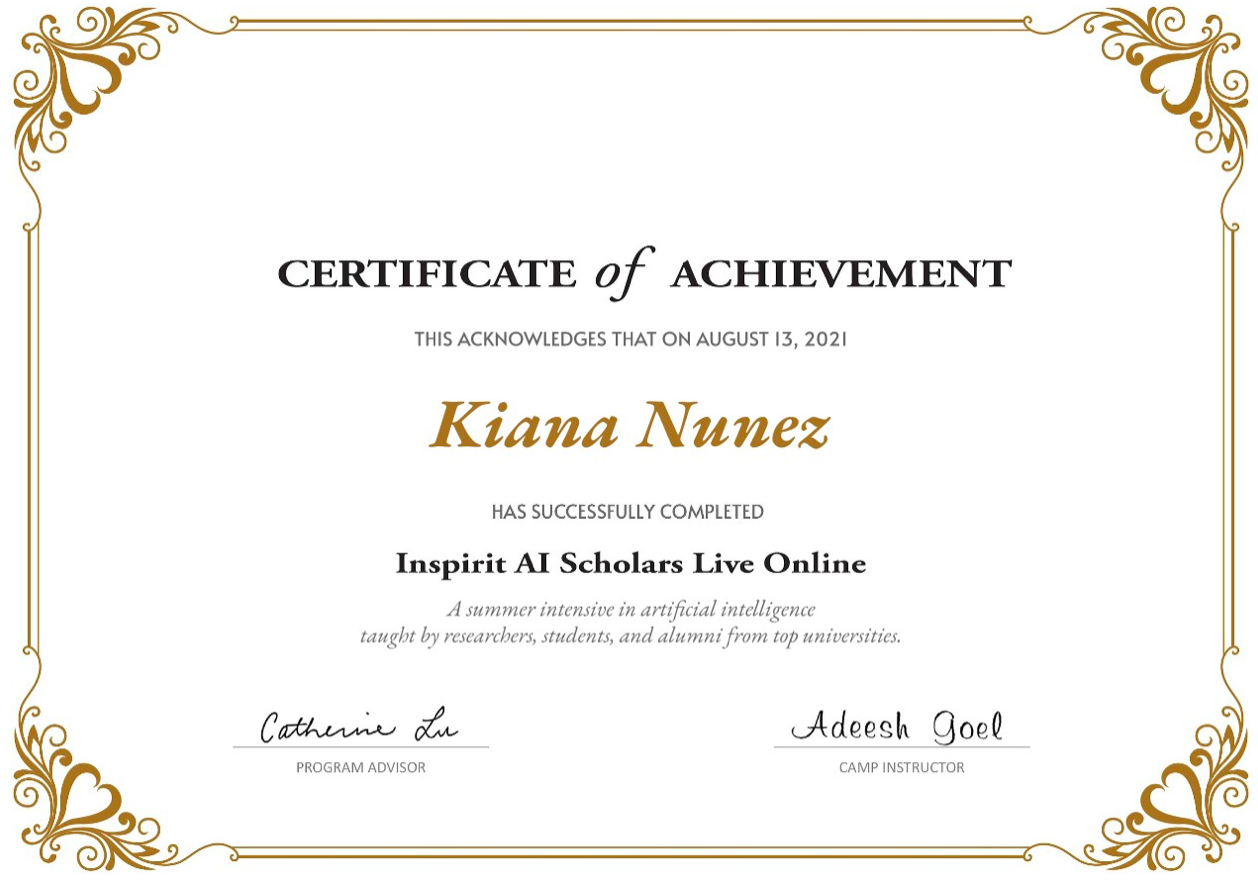 CERTIFICATE of ACHIEVEMENT
THIS ACKNOWLEDGES THAT ON AUGUST 13, 2021
Kiana Nunez
HAS SUCCESSFULLY COMPLETED
Inspirit AI Scholars Live Online
A summer intensive in artificial intelligence
taught by researchers, students, and alumni from top universities.
Catherine Lu
Adeesh Goel
PROGRAM ADVISOR
CAMP INSTRUCTOR